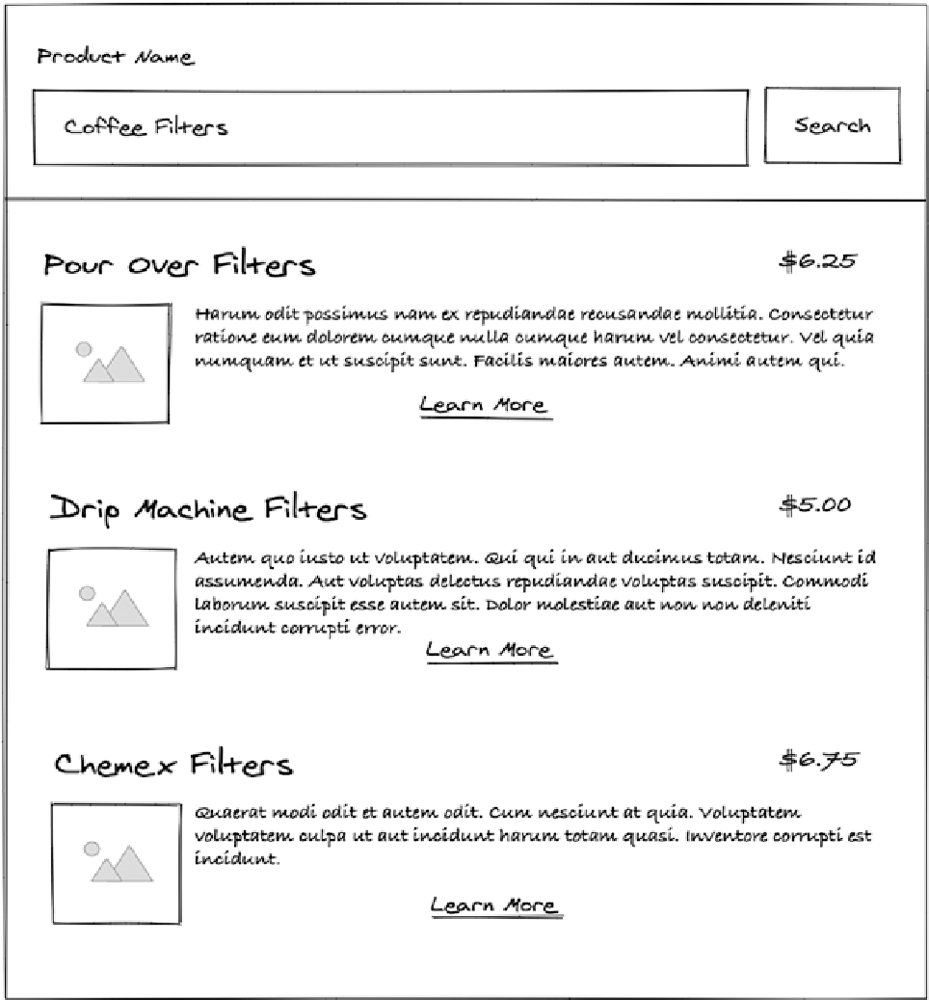 Product Name
Coffee Filters
Search
Pour Over Filters
$6.25
Harum odit possimus nam ex repudiandae recusandae mollitia. Consectetur
ratione eum dolorem cumque nulla cumque harum vel consectetur. Vel quia
numquam et ut suscipit sunt. Facilis maiores autem. Animi autem qui.
Learn More
Drip Machine Filters
$5.00
Autem quo iusto ut voluptatem. Qui qui in aut ducimus totam. Nesciunt id
assumenda. Aut voluptas delectus repudiandae voluptas suscipit. Commodi
laborum suscipit esse autem sit. Dolor molestiae aut non non deleniti
incidunt corrupti error.
Learn More
Chemex Filters
$6.75
Quaerat modi odit et autem odit. Cum nesciunt at quia. Voluptatem
voluptatem culpa ut aut incidunt harum totam quasi. Inventore corrupti est
incidunt.
Learn More